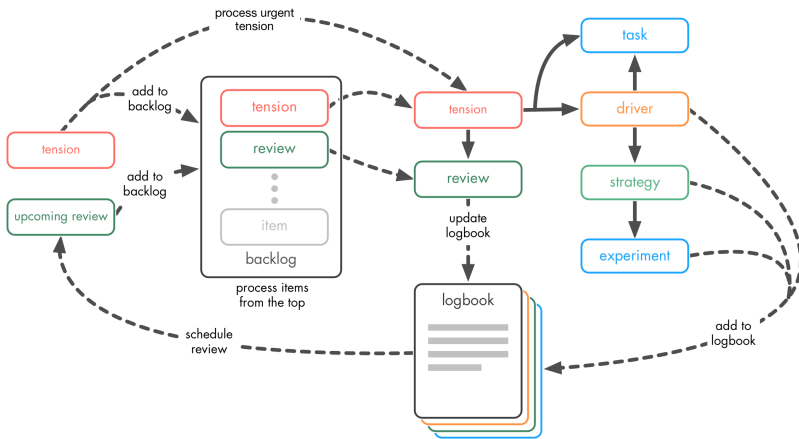 process urgent
tension
task
add to
backlog
tension
tension
driver
tension
review
add to
backlog
review
strategy
upcoming review
item
update
logbook
backlog
experiment
process items
from the top
logbook
schedule
review
add to
logbook